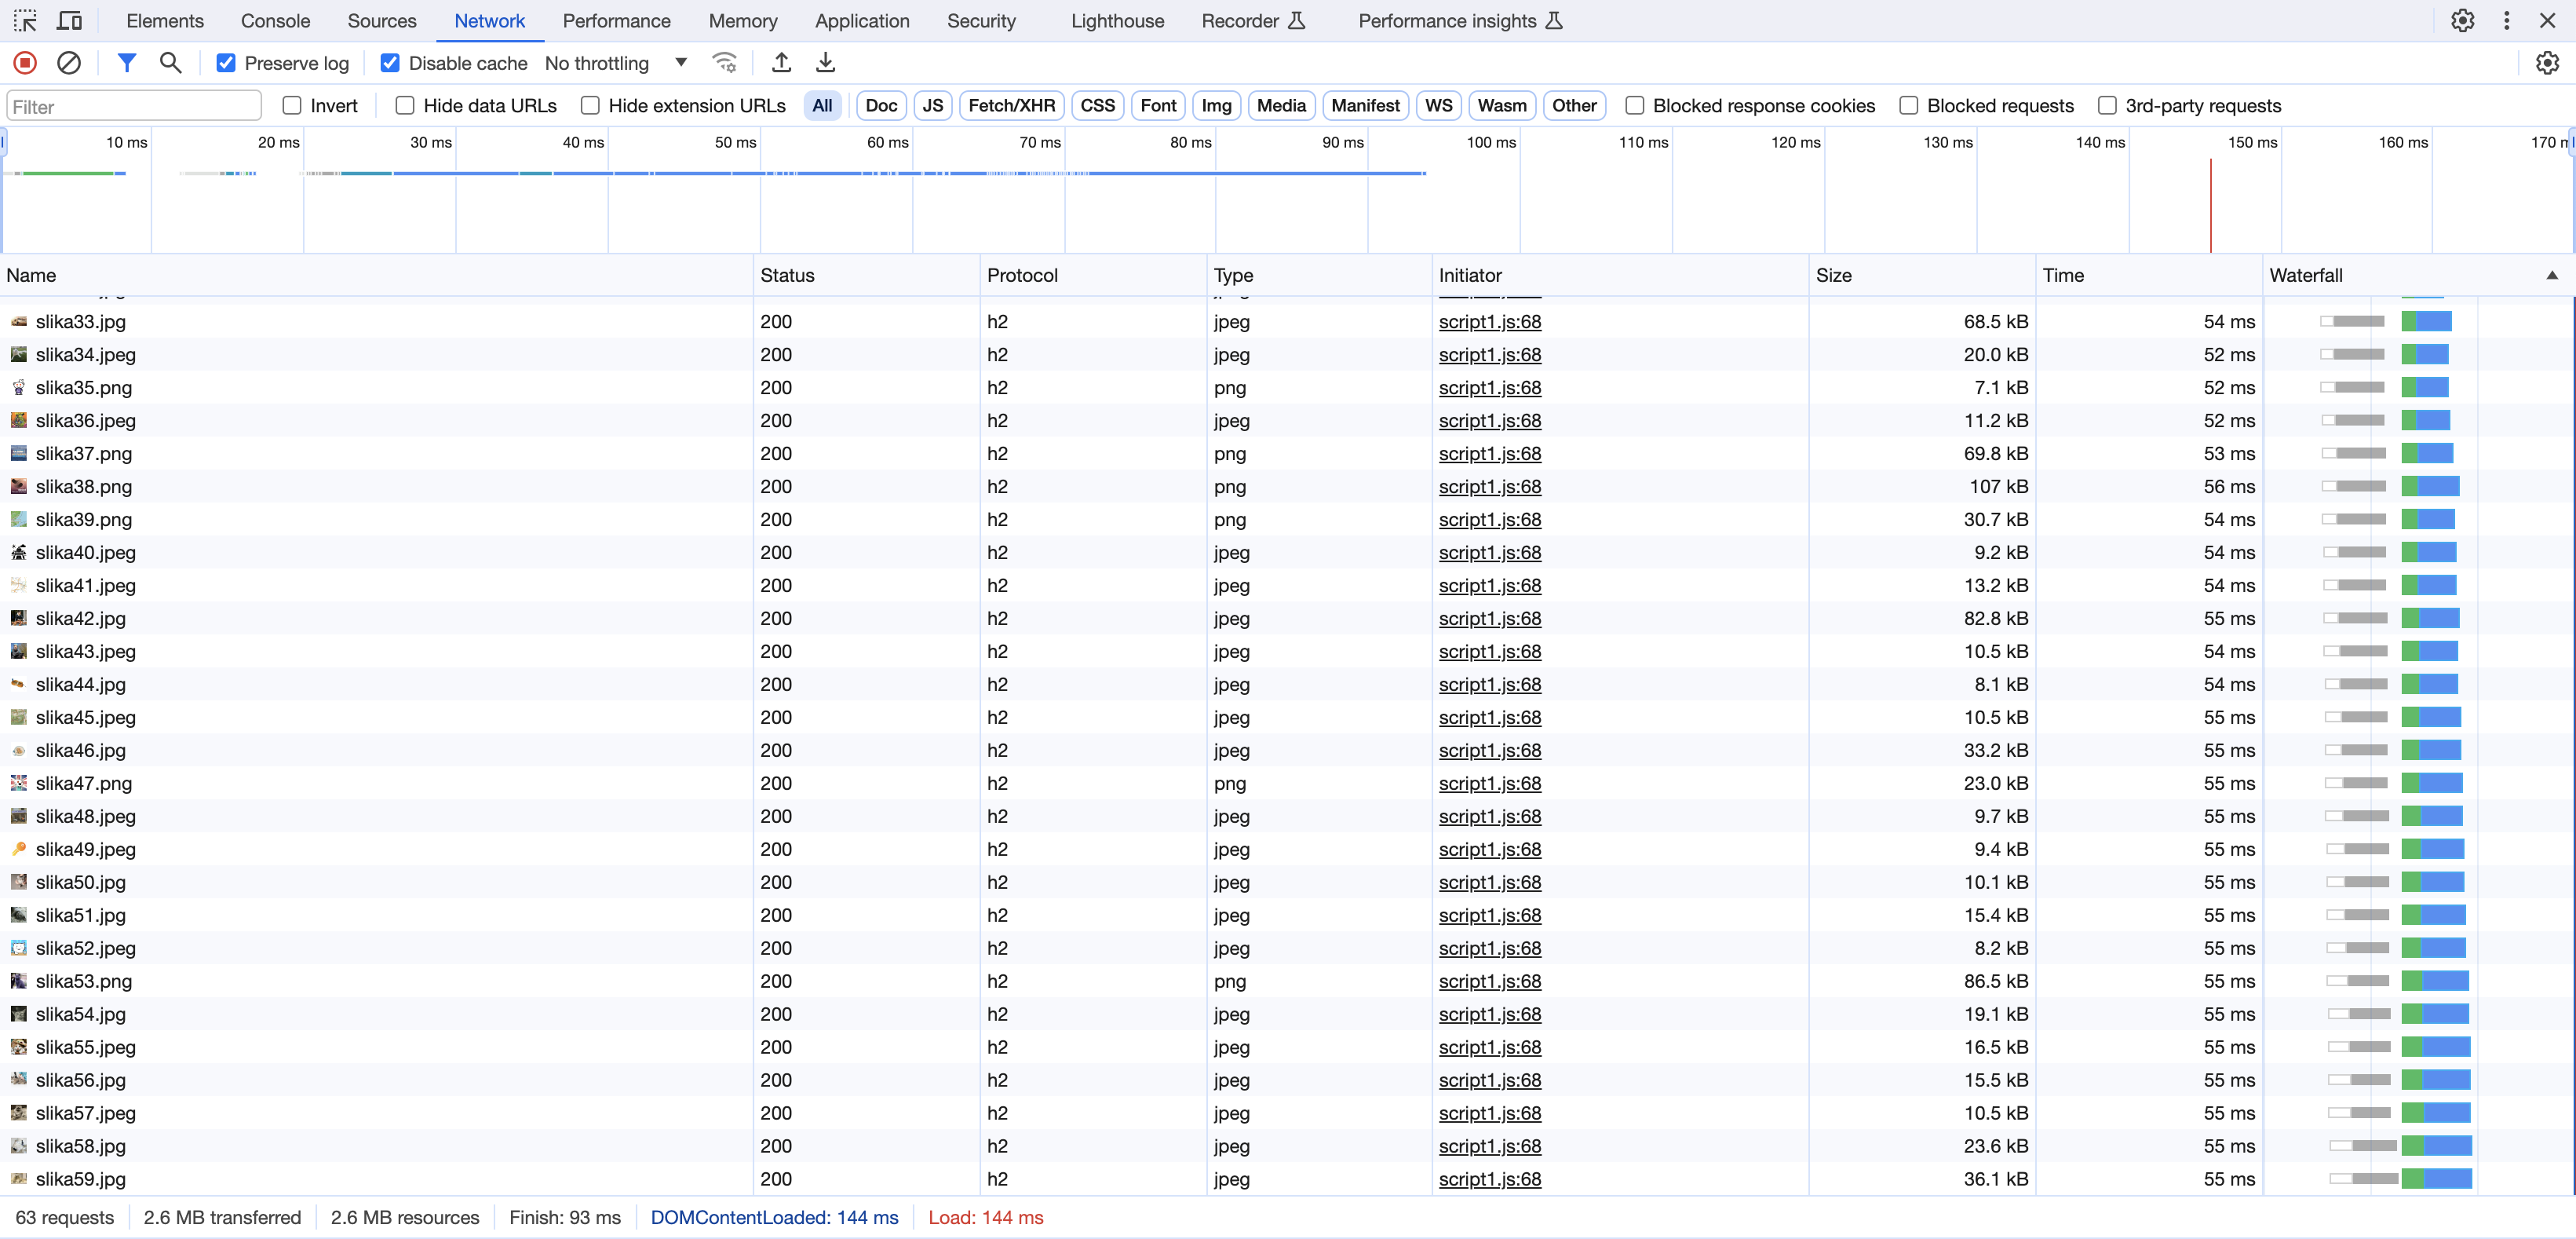 Elements Console Sources Network Performance Memory Application Security Lighthouse Recorder Performance insights
Preserve log Disable cache No throttling
Filter Invert Hide data URLs Hide extension URLs All Doc JS Fetch/XHR CSS Font Img Media Manifest WS Wasm Other Blocked response cookies Blocked requests 3rd-party requests
10 ms 20 ms 30 ms 40 ms 50 ms 60 ms 70 ms 80 ms 90 ms 100 ms 110 ms 120 ms 130 ms 140 ms 150 ms 160 ms 170
Name Status Protocol Type Initiator Size Time Waterfall
slika33.jpg 200 h2 jpeg script1.js:68 68.5 kB 54 ms
slika34.jpeg 200 h2 jpeg script1.js:68 20.0 kB 52 ms
slika35.png 200 h2 png script1.js:68 7.1 kB 52 ms
slika36.jpeg 200 h2 jpeg script1.js:68 11.2 kB 52 ms
slika37.png 200 h2 png script1.js:68 69.8 kB 53 ms
slika38.png 200 h2 png script1.js:68 107 kB 56 ms
slika39.png 200 h2 png script1.js:68 30.7 kB 54 ms
slika40.jpeg 200 h2 jpeg script1.js:68 9.2 kB 54 ms
slika41.jpeg 200 h2 jpeg script1.js:68 13.2 kB 54 ms
slika42.jpg 200 h2 jpeg script1.js:68 82.8 kB 55 ms
slika43.jpeg 200 h2 jpeg script1.js:68 10.5 kB 54 ms
slika44.jpg 200 h2 jpeg script1.js:68 8.1 kB 54 ms
slika45.jpeg 200 h2 jpeg script1.js:68 10.5 kB 55 ms
slika46.jpg 200 h2 jpeg script1.js:68 33.2 kB 55 ms
slika47.png 200 h2 png script1.js:68 23.0 kB 55 ms
slika48.jpeg 200 h2 jpeg script1.js:68 9.7 kB 55 ms
slika49.jpeg 200 h2 jpeg script1.js:68 9.4 kB 55 ms
slika50.jpg 200 h2 jpeg script1.js:68 10.1 kB 55 ms
slika51.jpg 200 h2 jpeg script1.js:68 15.4 kB 55 ms
slika52.jpeg 200 h2 jpeg script1.js:68 8.2 kB 55 ms
slika53.png 200 h2 png script1.js:68 86.5 kB 55 ms
slika54.jpg 200 h2 jpeg script1.js:68 19.1 kB 55 ms
slika55.jpeg 200 h2 jpeg script1.js:68 16.5 kB 55 ms
slika56.jpg 200 h2 jpeg script1.js:68 15.5 kB 55 ms
slika57.jpeg 200 h2 jpeg script1.js:68 10.5 kB 55 ms
slika58.jpg 200 h2 jpeg script1.js:68 23.6 kB 55 ms
slika59.jpg 200 h2 jpeg script1.js:68 36.1 kB 55 ms
63 requests 2.6 MB transferred 2.6 MB resources Finish: 93 ms DOMContentLoaded: 144 ms Load: 144 ms